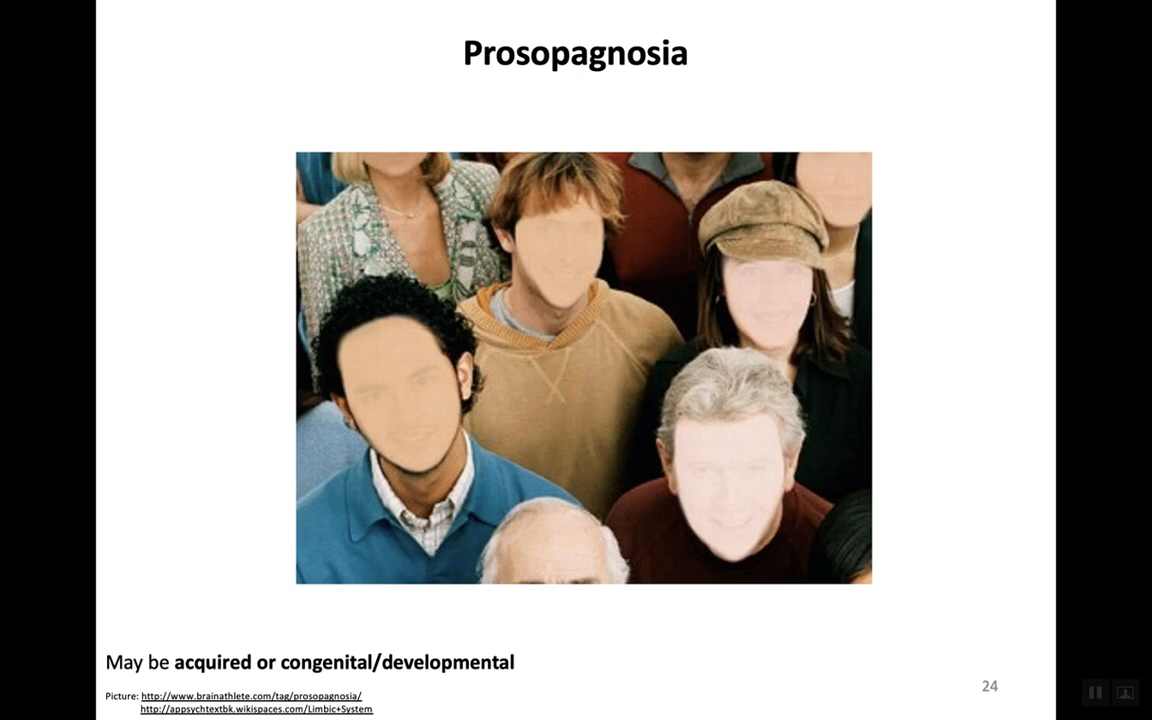 Prosopagnosia
May be acquired or congenital/developmental
Picture: http://www.brainathlete.com/tag/prosopagnosia/
http://appsychtextbk.wikispaces.com/Limbic+System
24